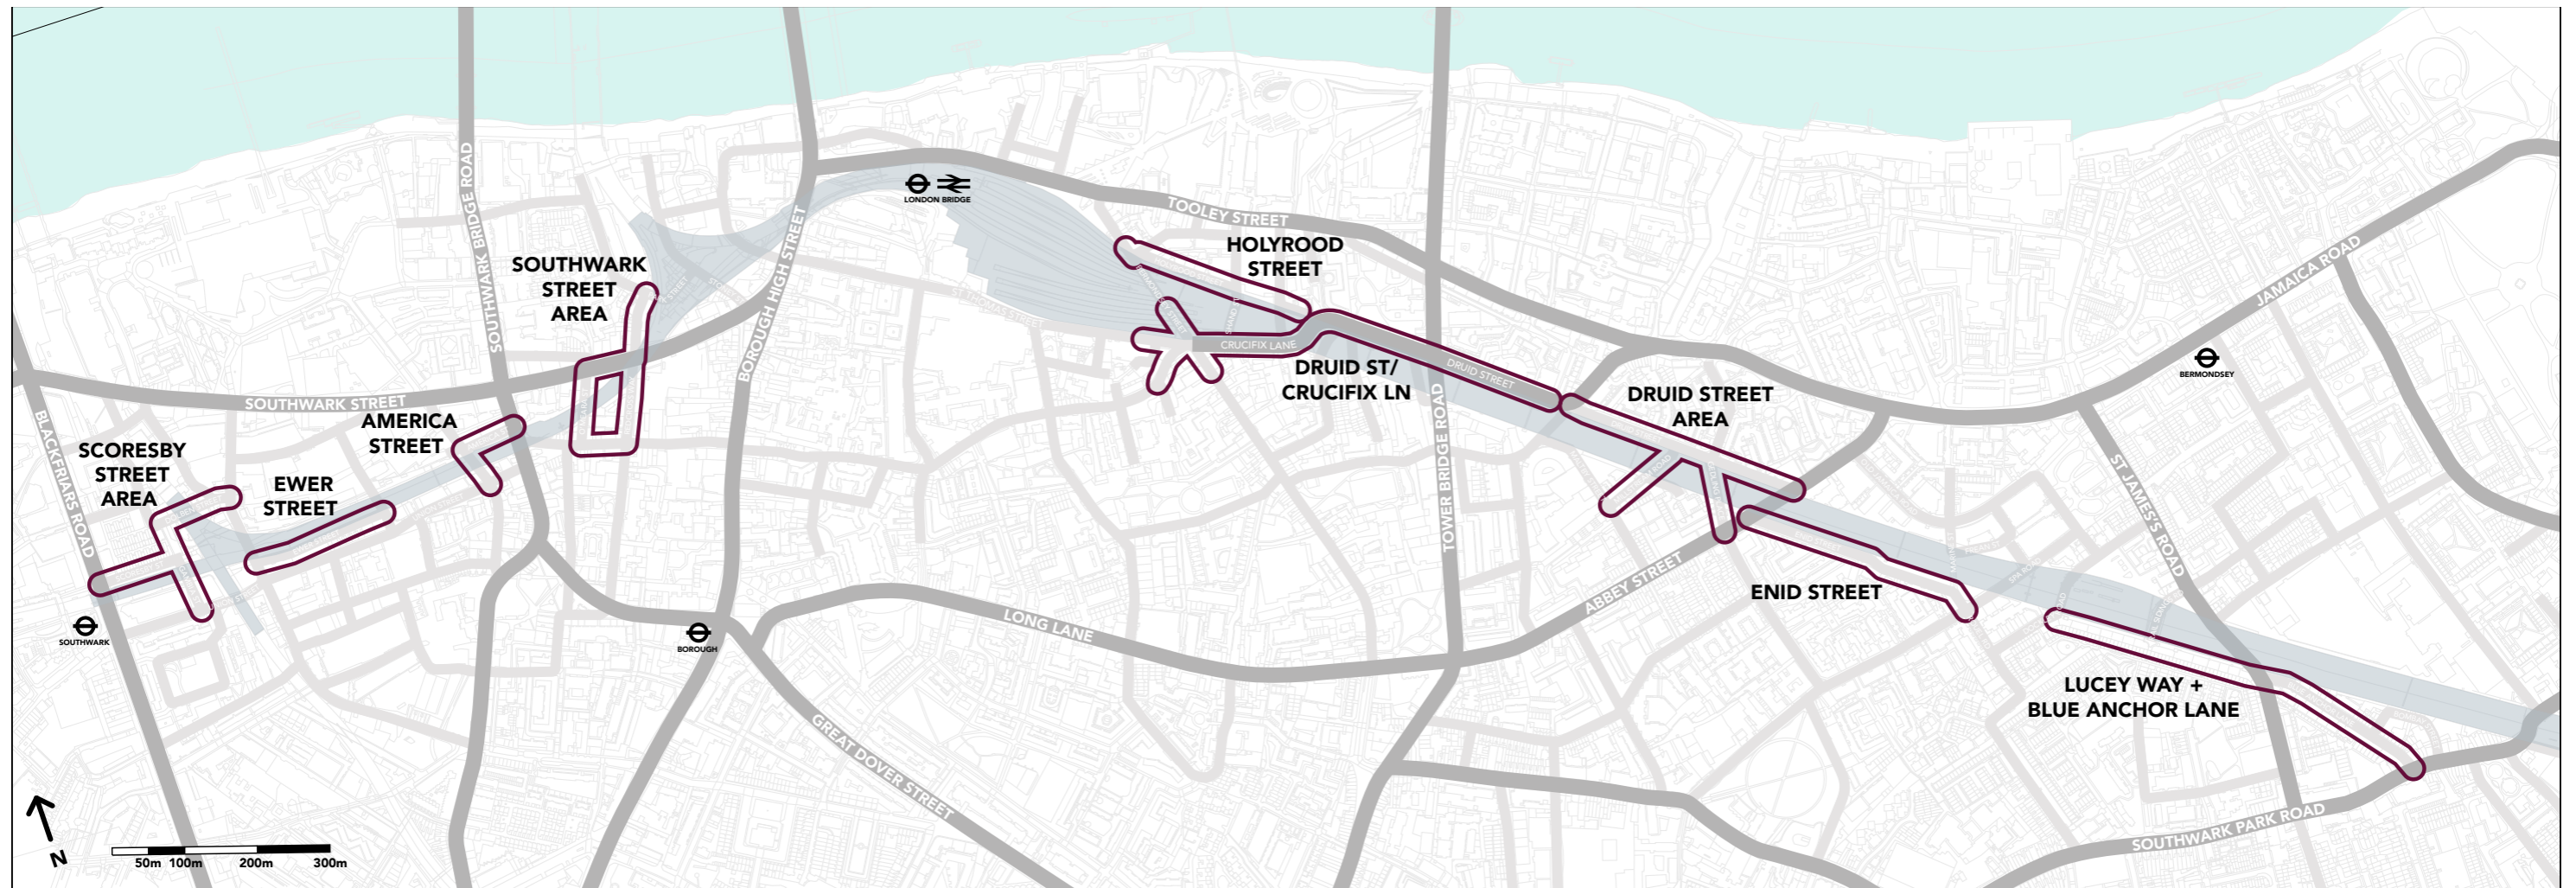 SOUTHWARK BRIDGE ROAD
LONDON BRIDGE
TOOLEY STREET
HOLYROOD
STREET
SOUTHWARK
STREET
AREA
BOROUGH HIGH STREET
ST THOMAS STREET
JAMAICA ROAD
BERMONDSEY
CRUCIFIX LANE
DRUID ST/
CRUCIFIX LN
DRUID STREET
DRUID STREET
AREA
SOUTHWARK STREET
AMERICA
STREET
BLACKFRIARS ROAD
SCORESBY
STREET
AREA
EWER
STREET
TOWER BRIDGE ROAD
ST JAMES'S ROAD
ABBEY STREET
ENID STREET
SOUTHWARK
BOROUGH
LONG LANE
LUCEY WAY +
BLUE ANCHOR LANE
GREAT DOVER STREET
SOUTHWARK PARK ROAD
N
50m 100m 200m 300m